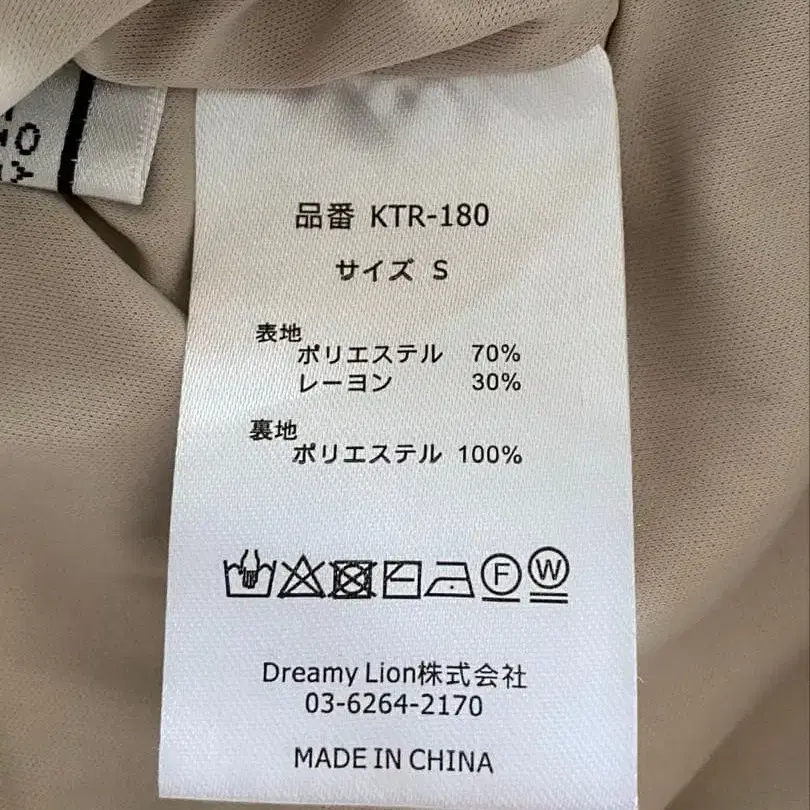 品番 KTR-180
サイズ S
表地
ポリエステル 70%
レーヨン 30%
裏地
ポリエステル 100%
F W
Dreamy Lion株式会社
03-6264-2170
MADE IN CHINA